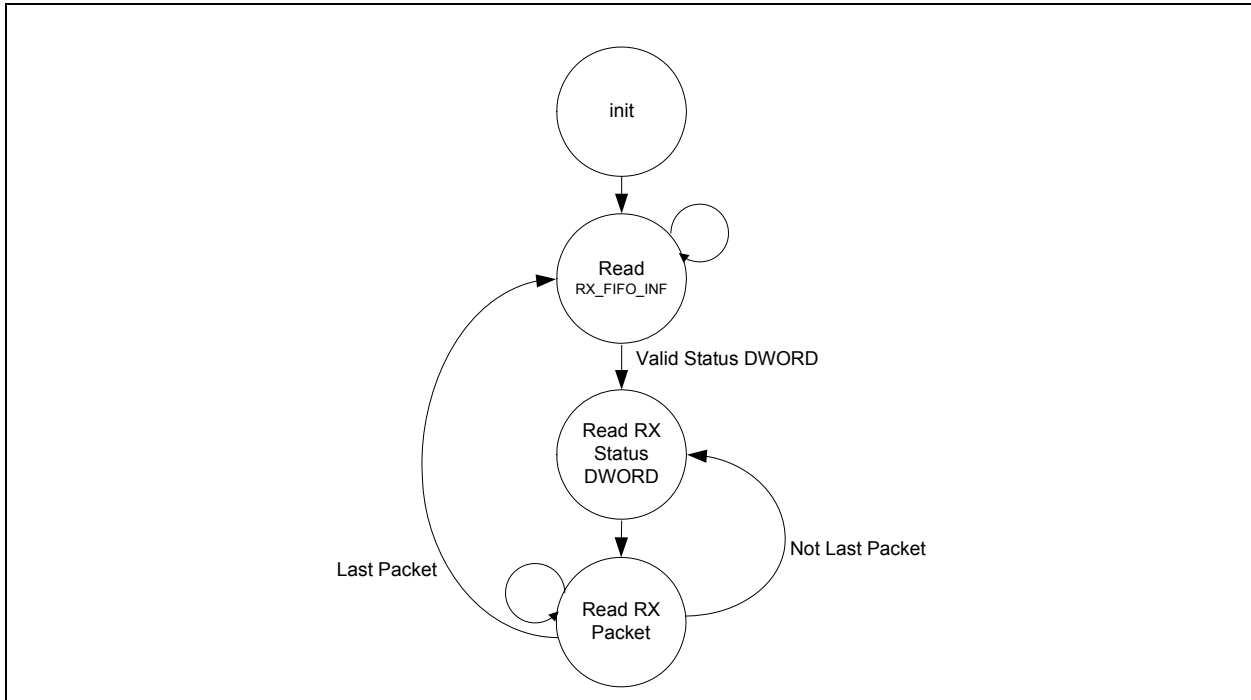 init
Read
RX_FIFO_INF
Valid Status DWORD
Read RX
Status
DWORD
Not Last Packet
Last Packet
Read RX
Packet